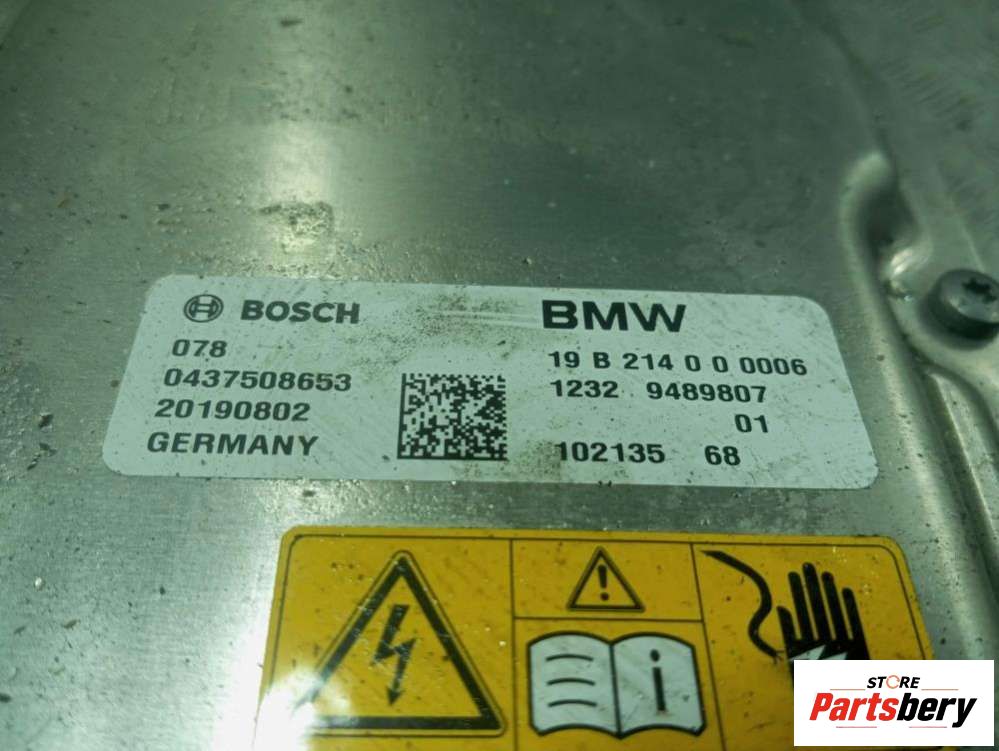 BOSCH
078
0437508653
20190802
GERMANY
BMW
19 B 214 0 0 0006
1232 9489807
01
102135 68
STORE
Partsbery